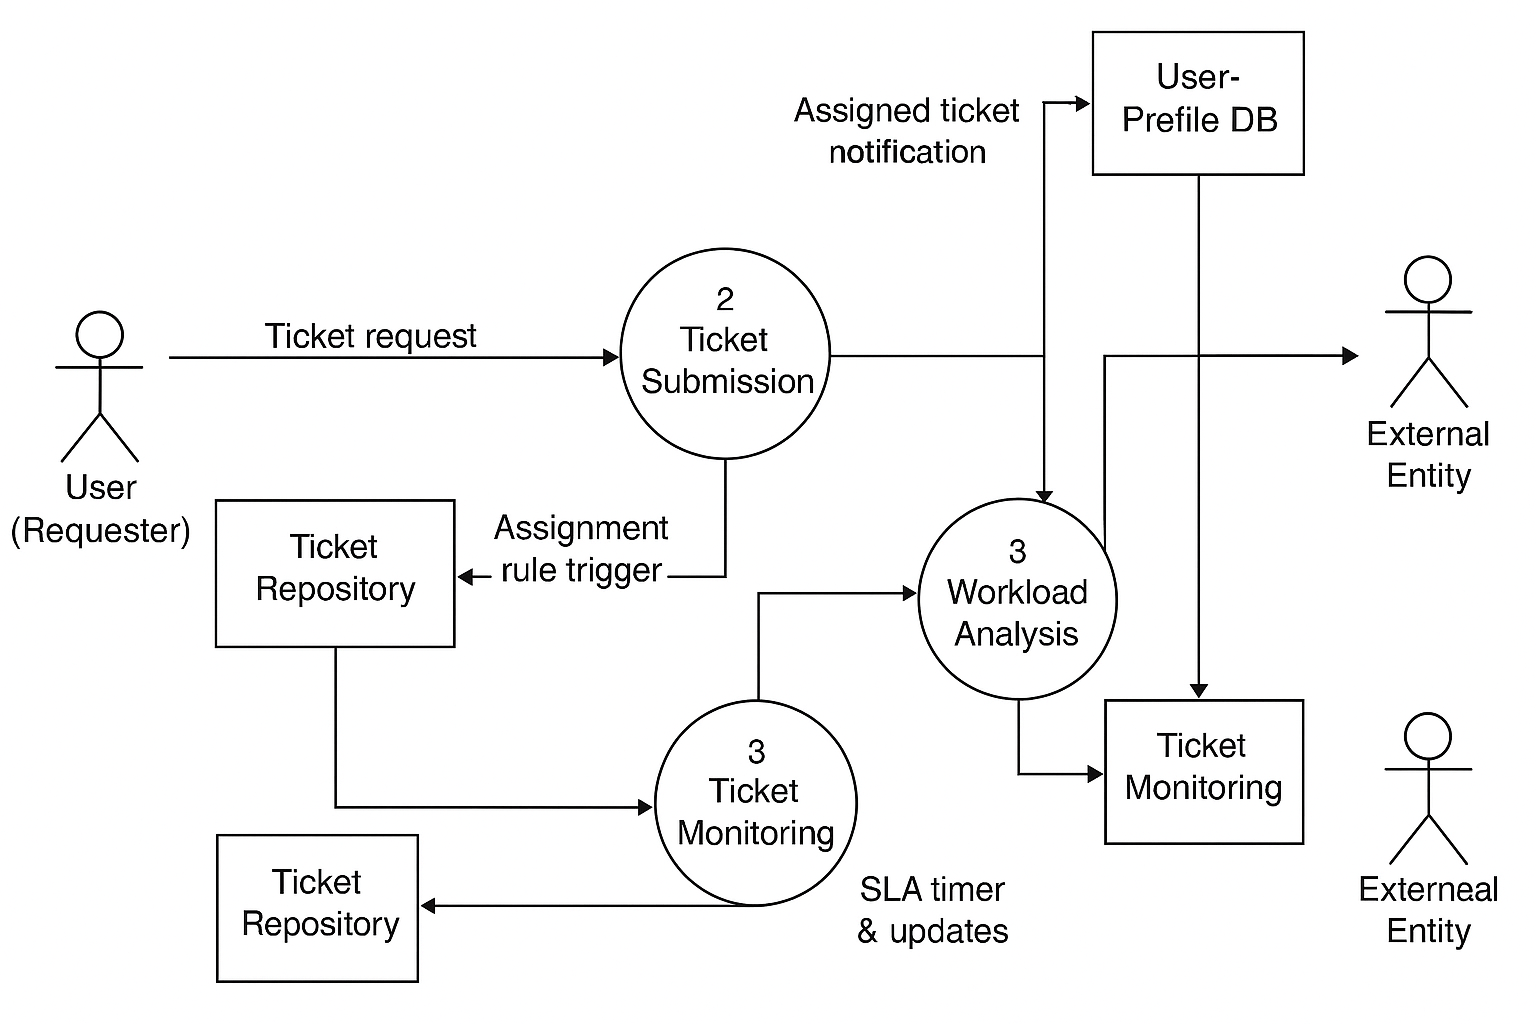 User-
Prefile DB
Assigned ticket
notification
2
Ticket
Submission
Ticket request
User
(Requester)
External
Entity
Ticket
Repository
Assignment
rule trigger
3
Workload
Analysis
3
Ticket
Monitoring
Ticket
Monitoring
Ticket
Repository
SLA timer
& updates
Externeal
Entity